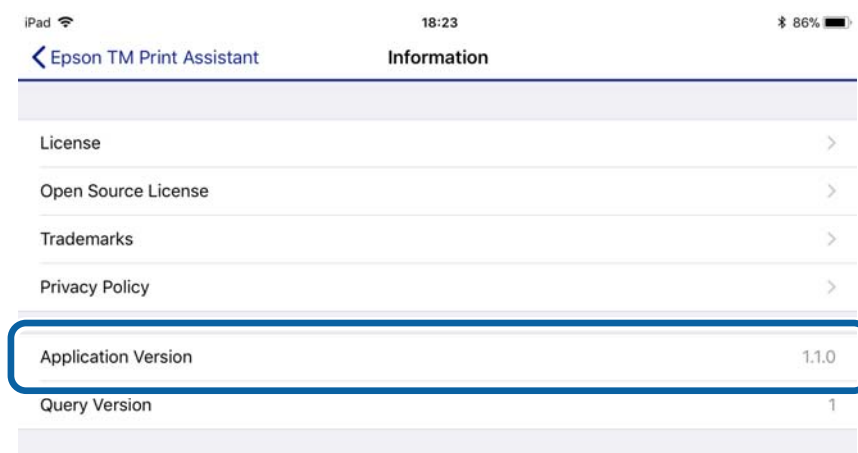 iPad 18:23 86%
Epson TM Print Assistant Information
License
Open Source License
Trademarks
Privacy Policy
Application Version 1.1.0
Query Version 1